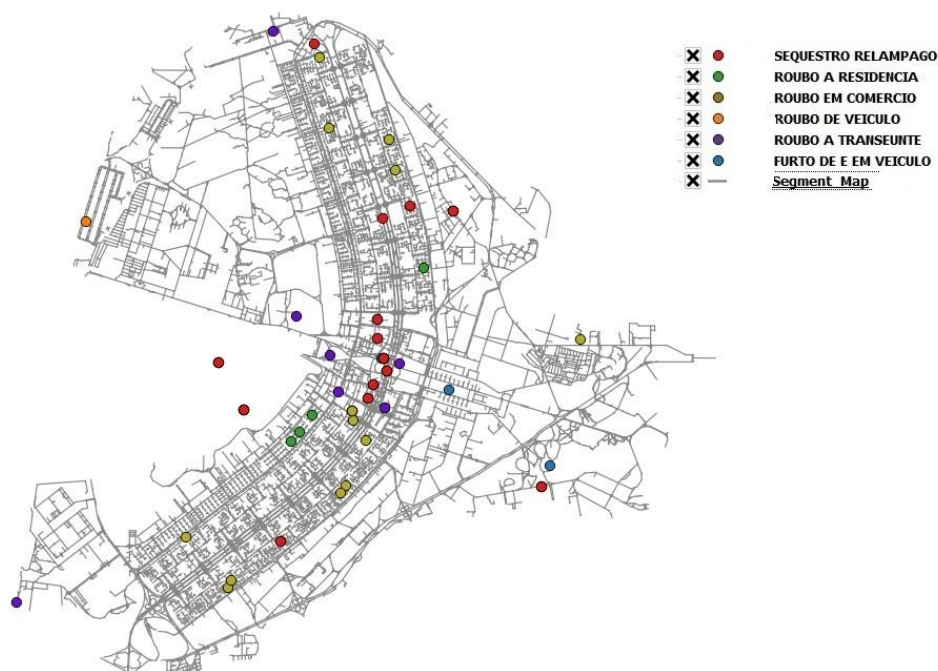 SEQUESTRO RELAMPAGO
ROUBO A RESIDENCIA
ROUBO EM COMERCIO
ROUBO DE VEICULO
ROUBO A TRANSEUNTE
FURTO DE E EM VEICULO
Segment Map